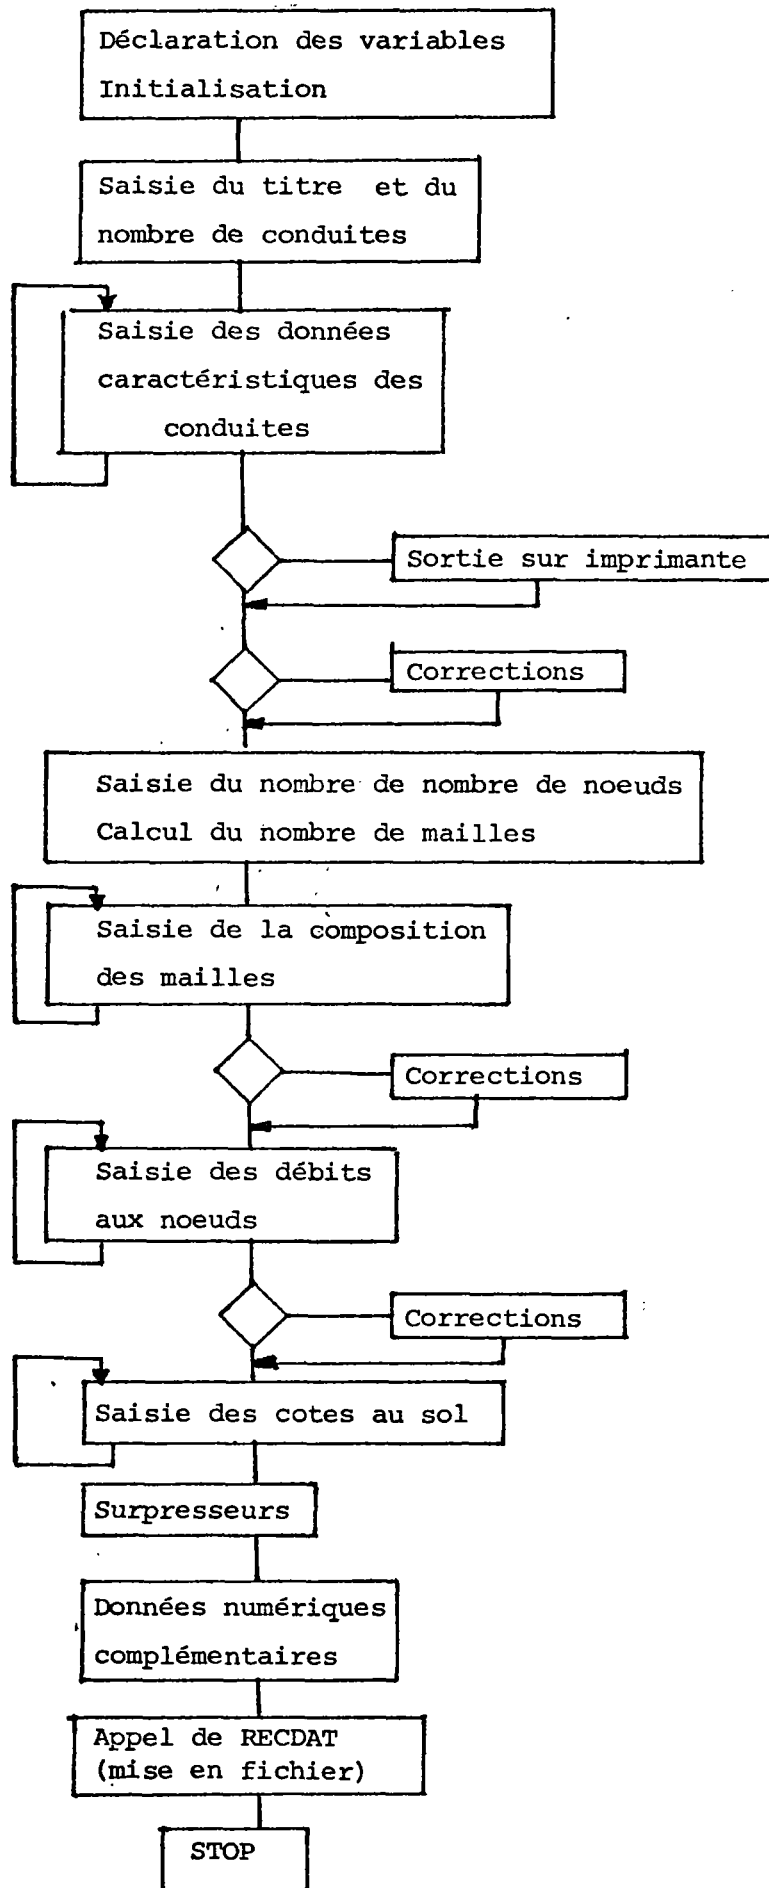 Déclaration des variables
Initialisation
Saisie du titre et du
nombre de conduites
Saisie des données
caractéristiques des
conduites
Sortie sur imprimante
Corrections
Saisie du nombre de nombre de noeuds
Calcul du nombre de mailles
Saisie de la composition
des mailles
Corrections
Saisie des débits
aux noeuds
Corrections
Saisie des cotes au sol
Surpresseurs
Données numériques
complémentaires
Appel de RECDAT
(mise en fichier)
STOP